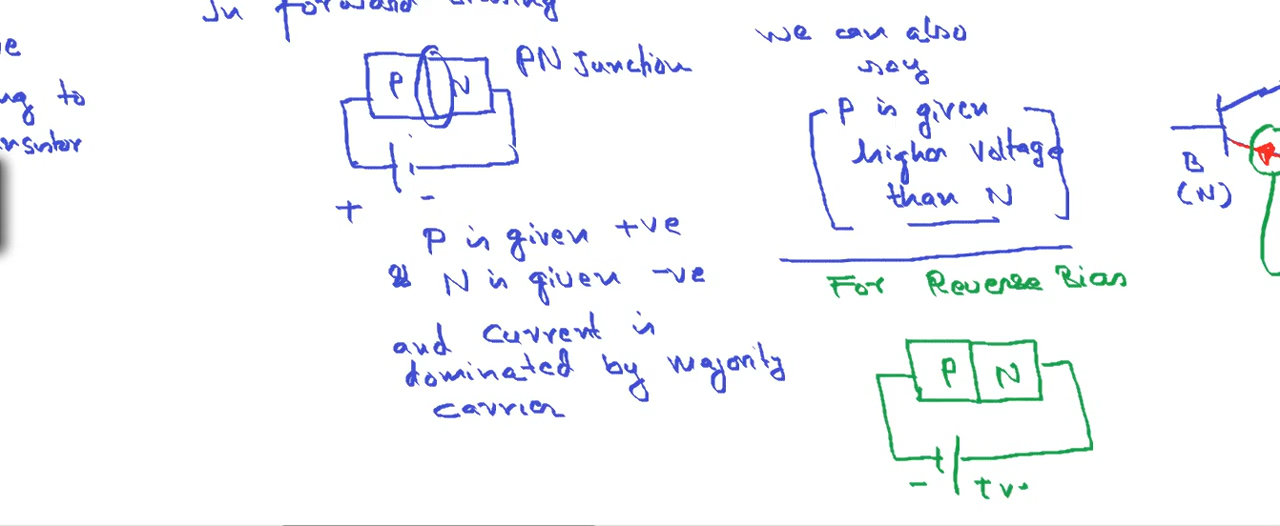 In forward biasing
PN Junction
P N
+ -
P is given +ve
& N is given -ve
and current is
dominated by majority
carrier
we can also
say
P is given
higher voltage
than N
For Reverse Bias
P N
- +v
to
B
(N)